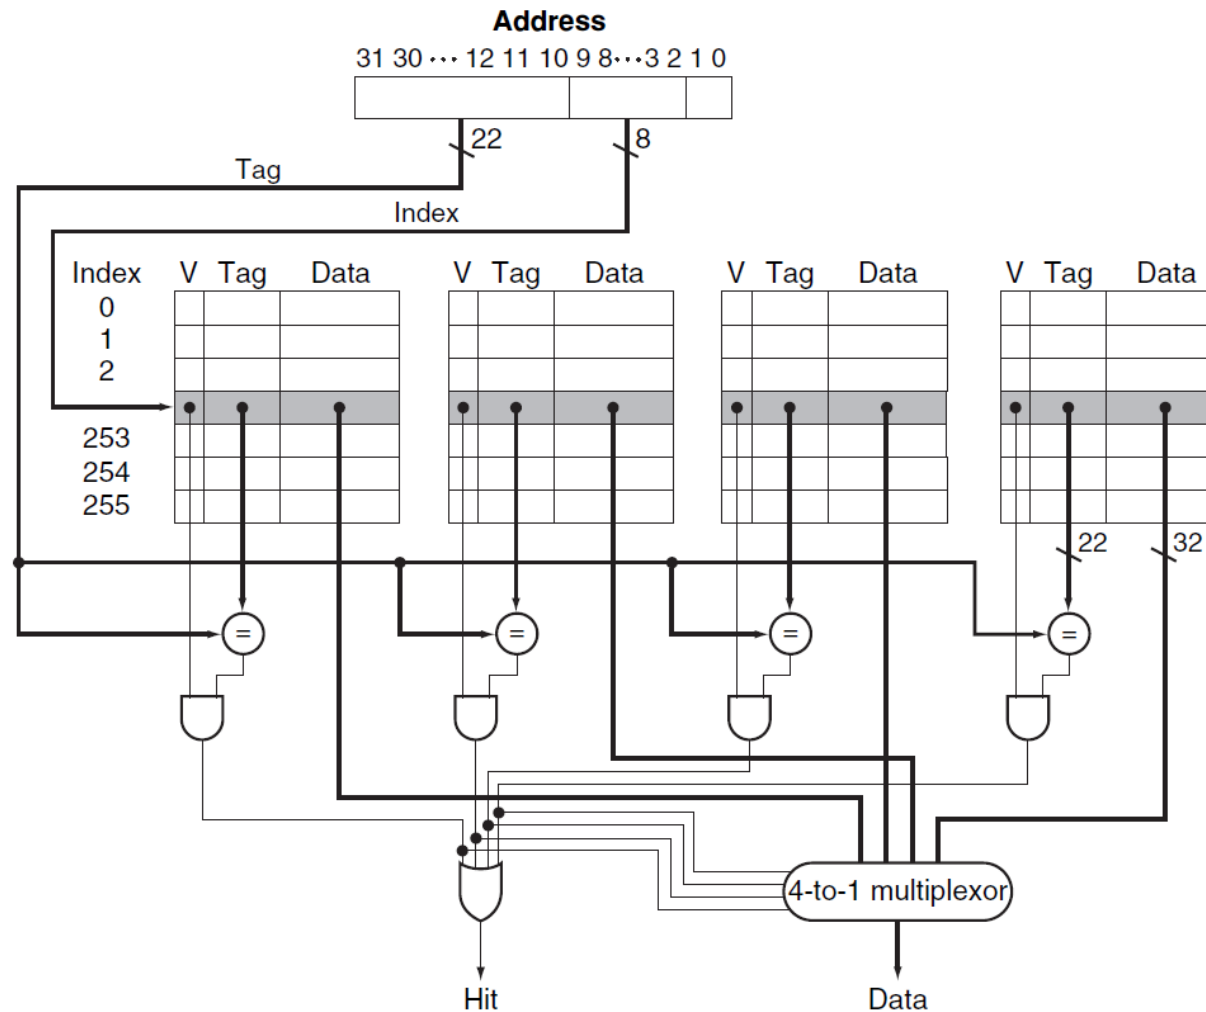 Address
31 30 ··· 12 11 10 9 8···3 2 1 0
22
8
Tag
Index
Index V Tag Data V Tag Data V Tag Data V Tag Data
0
1
2
253
254
255
22
32
= = = =
4-to-1 multiplexor
Hit
Data